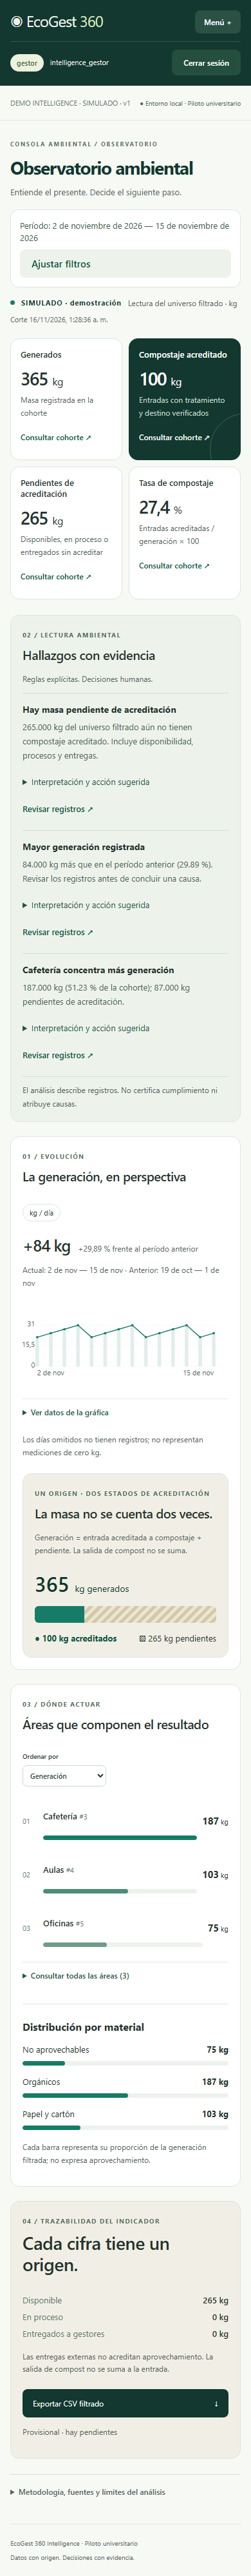 EcoGest 360
Menú +
gestor intelligence_gestor
Cerrar sesión
DEMO INTELLIGENCE · SIMULADO · v1
● Entorno local · Piloto universitario
CONSOLA AMBIENTAL / OBSERVATORIO
Observatorio ambiental
Entiende el presente. Decide el siguiente paso.
Período: 2 de noviembre de 2026 — 15 de noviembre de
2026
Ajustar filtros
SIMULADO · demostración Lectura del universo filtrado · kg
Corte 16/11/2026, 1:28:36 a. m.
Generados
365 kg
Masa registrada en la
cohorte
Consultar cohorte ↗
Compostaje acreditado
100 kg
Entradas con tratamiento
y destino verificados
Consultar cohorte ↗
Pendientes de
acreditación
265 kg
Disponibles, en proceso o
entregados sin acreditar
Consultar cohorte ↗
Tasa de compostaje
27,4 %
Entradas acreditadas /
generación × 100
Consultar cohorte ↗
02 / LECTURA AMBIENTAL
Hallazgos con evidencia
Reglas explícitas. Decisiones humanas.
Hay masa pendiente de acreditación
265.000 kg del universo filtrado aún no tienen
compostaje acreditado. Incluye disponibilidad,
procesos y entregas.
▶ Interpretación y acción sugerida
Revisar registros ↗
Mayor generación registrada
84.000 kg más que en el período anterior (29.89 %).
Revisar los registros antes de concluir una causa.
▶ Interpretación y acción sugerida
Revisar registros ↗
Cafetería concentra más generación
187.000 kg (51.23 % de la cohorte); 87.000 kg
pendientes de acreditación.
▶ Interpretación y acción sugerida
Revisar registros ↗
El análisis describe registros. No certifica cumplimiento ni
atribuye causas.
01 / EVOLUCIÓN
La generación, en perspectiva
kg / día
+84 kg +29,89 % frente al período anterior
Actual: 2 de nov — 15 de nov · Anterior: 19 de oct — 1 de
nov
31
15,5
0
2 de nov 15 de nov
▶ Ver datos de la gráfica
Los días omitidos no tienen registros; no representan
mediciones de cero kg.
UN ORIGEN · DOS ESTADOS DE ACREDITACIÓN
La masa no se cuenta dos veces.
Generación = entrada acreditada a compostaje +
pendiente. La salida de compost no se suma.
365 kg generados
● 100 kg acreditados ▨ 265 kg pendientes
03 / DÓNDE ACTUAR
Áreas que componen el resultado
Ordenar por
Generación
01 Cafetería #3 187 kg
02 Aulas #4 103 kg
03 Oficinas #5 75 kg
▶ Consultar todas las áreas (3)
Distribución por material
No aprovechables 75 kg
Orgánicos 187 kg
Papel y cartón 103 kg
Cada barra representa su proporción de la generación
filtrada; no expresa aprovechamiento.
04 / TRAZABILIDAD DEL INDICADOR
Cada cifra tiene un
origen.
Disponible 265 kg
En proceso 0 kg
Entregados a gestores 0 kg
Las entregas externas no acreditan aprovechamiento. La
salida de compost no se suma a la entrada.
Exportar CSV filtrado ↓
Provisional · hay pendientes
▶ Metodología, fuentes y límites del análisis
EcoGest 360 Intelligence · Piloto universitario
Datos con origen. Decisiones con evidencia.